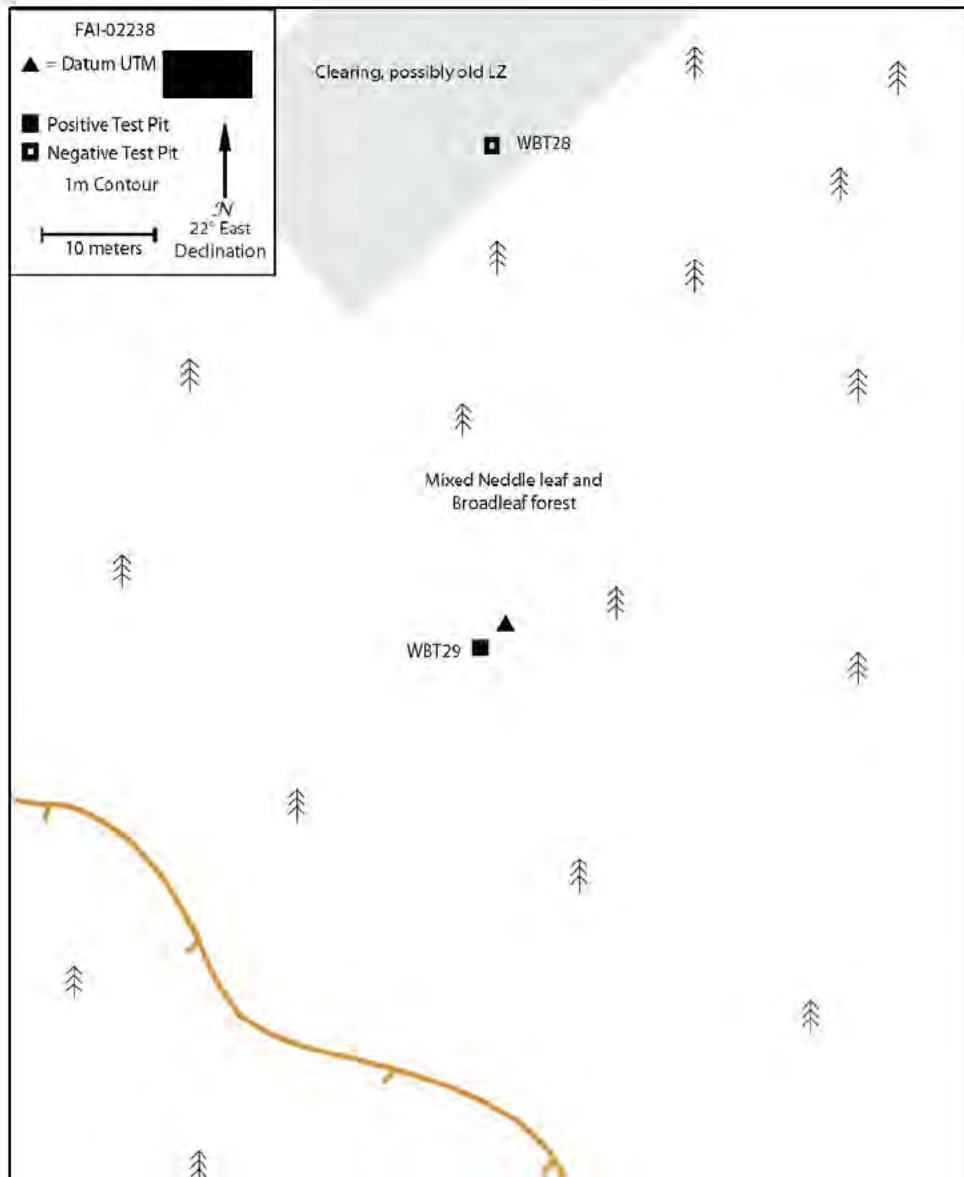 FAI-02238
= Datum UTM
Positive Test Pit
Negative Test Pit
1m Contour
N
22° East
Declination
10 meters
Clearing, possibly old LZ
WBT28
Mixed Neddle leaf and
Broadleaf forest
WBT29